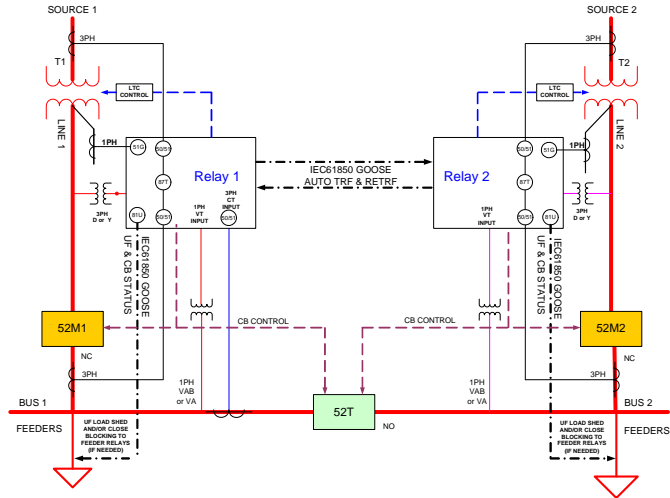 SOURCE 1
SOURCE 2
3PH
3PH
T1
T2
LTC
CONTROL
LTC
CONTROL
LINE 1
LINE 2
1PH
51G
50/51
Relay 1
IEC61850 GOOSE
AUTO TRF & RETRF
Relay 2
50/51
51G
1PH
87T
87T
3PH
D or Y
81U
50/51
1PH
VT
INPUT
3PH
CT
INPUT
50/51
1PH
VT
INPUT
50/51
81U
3PH
D or Y
IEC61850 GOOSE
UF & CB STATUS
IEC61850 GOOSE
UF & CB STATUS
52M1
CB CONTROL
CB CONTROL
52M2
NC
NC
3PH
3PH
1PH
VAB
or VA
1PH
VAB
or VA
BUS 1
52T
BUS 2
NO
FEEDERS
FEEDERS
UF LOAD SHED
AND/OR CLOSE
BLOCKING TO
FEEDER RELAYS
(IF NEEDED)
UF LOAD SHED
AND/OR CLOSE
BLOCKING TO
FEEDER RELAYS
(IF NEEDED)